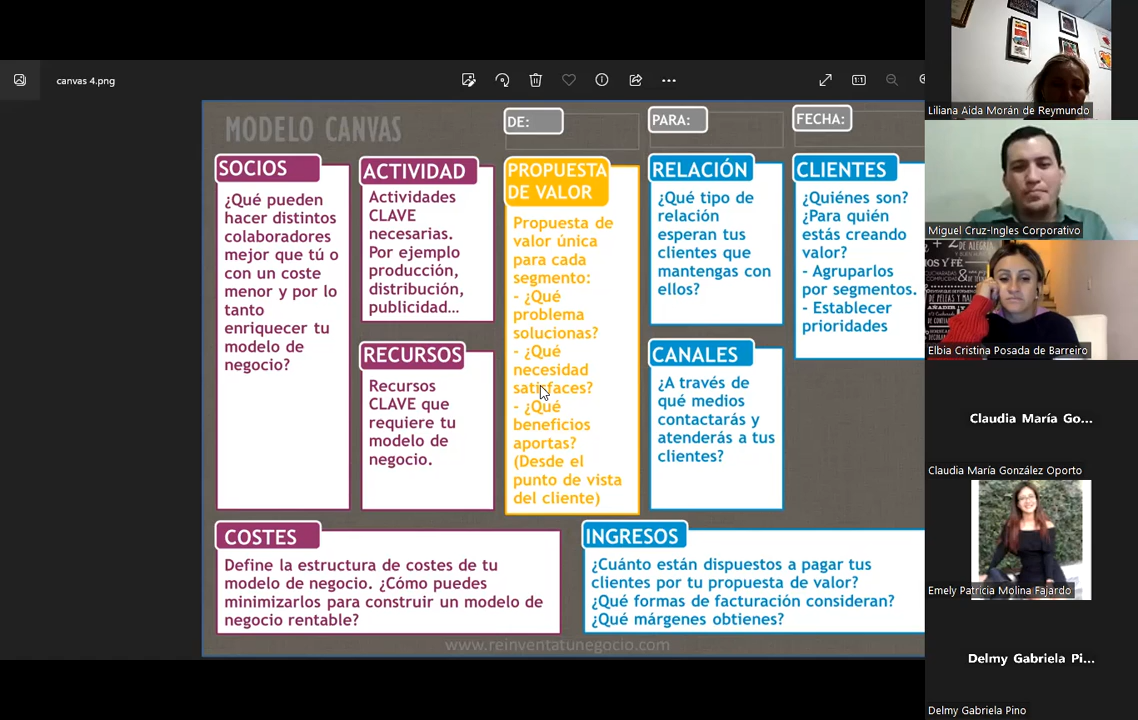 canvas 4.png
MODELO CANVAS
DE:
PARA:
FECHA:
SOCIOS
¿Qué pueden
hacer distintos
colaboradores
mejor que tú o
con un coste
menor y por lo
tanto
enriquecer tu
modelo de
negocio?
ACTIVIDAD
Actividades
CLAVE
necesarias.
Por ejemplo
producción,
distribución,
publicidad...
RECURSOS
Recursos
CLAVE que
requiere tu
modelo de
negocio.
PROPUESTA
DE VALOR
Propuesta de
valor única
para cada
segmento:
- ¿Qué
problema
solucionas?
- ¿Qué
necesidad
satisfaces?
- ¿Qué
beneficios
aportas?
(Desde el
punto de vista
del cliente)
RELACIÓN
¿Qué tipo de
relación
esperan tus
clientes que
mantengas con
ellos?
CANALES
¿A través de
qué medios
contactarás y
atenderás a tus
clientes?
CLIENTES
¿Quiénes son?
¿Para quién
estás creando
valor?
- Agruparlos
por segmentos.
- Establecer
prioridades
COSTES
Define la estructura de costes de tu
modelo de negocio. ¿Cómo puedes
minimizarlos para construir un modelo de
negocio rentable?
INGRESOS
¿Cuánto están dispuestos a pagar tus
clientes por tu propuesta de valor?
¿Qué formas de facturación consideran?
¿Qué márgenes obtienes?
www.reinventatunegocio.com
Liliana Aida Morán de Reymundo
Miguel Cruz-Ingles Corporativo
Elbia Cristina Posada de Barreiro
Claudia María Go...
Claudia María González Oporto
Emely Patricia Molina Fajardo
Delmy Gabriela Pi...
Delmy Gabriela Pino